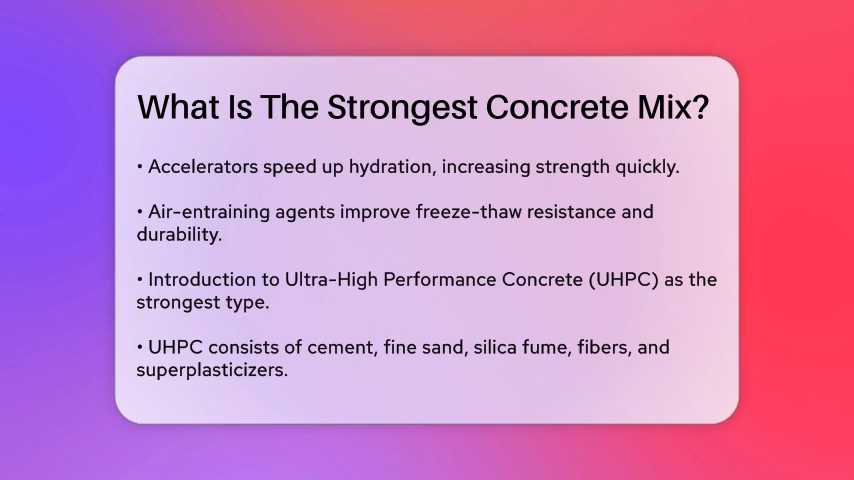 What Is The Strongest Concrete Mix?
• Accelerators speed up hydration, increasing strength quickly.
• Air-entraining agents improve freeze-thaw resistance and
durability.
• Introduction to Ultra-High Performance Concrete (UHPC) as the
strongest type.
• UHPC consists of cement, fine sand, silica fume, fibers, and
superplasticizers.